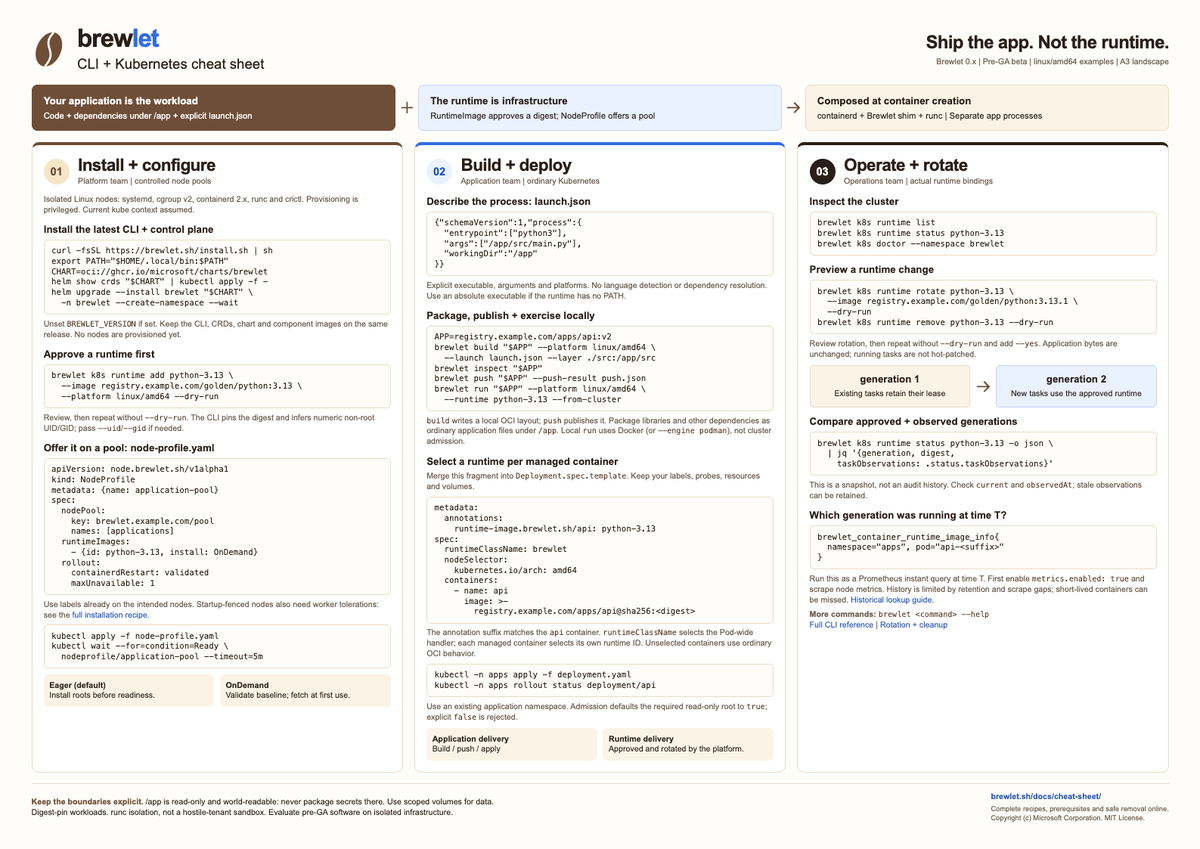 brewlet
CLI + Kubernetes cheat sheet
Ship the app. Not the runtime.
Brewlet 0.x | Pre-GA beta | linux/amd64 examples | A3 landscape
Your application is the workload
Code + dependencies under /app + explicit launch.json
+
The runtime is infrastructure
RuntimeImage approves a digest; NodeProfile offers a pool
→
Composed at container creation
containerd + Brewlet shim + runc | Separate app processes
01
Install + configure
Platform team | controlled node pools
Isolated Linux nodes: systemd, cgroup v2, containerd 2.x, runc and crictl. Provisioning is
privileged. Current kube context assumed.
Install the latest CLI + control plane
curl -fsSL https://brewlet.sh/install.sh | sh
export PATH="$HOME/.local/bin:$PATH"
CHART=oci://ghcr.io/microsoft/charts/brewlet
helm show crds "$CHART" | kubectl apply -f -
helm upgrade --install brewlet "$CHART" \
  -n brewlet --create-namespace --wait
Unset BREWLET_VERSION if set. Keep the CLI, CRDs, chart and component images on the same
release. No nodes are provisioned yet.
Approve a runtime first
brewlet k8s runtime add python-3.13 \
  --image registry.example.com/golden/python:3.13 \
  --platform linux/amd64 --dry-run
Review, then repeat without --dry-run. The CLI pins the digest and infers numeric non-root
UID/GID; pass --uid/--gid if needed.
Offer it on a pool: node-profile.yaml
apiVersion: node.brewlet.sh/v1alpha1
kind: NodeProfile
metadata: {name: application-pool}
spec:
  nodePool:
    key: brewlet.example.com/pool
    names: [applications]
  runtimeImages:
    - {id: python-3.13, install: OnDemand}
  rollout:
    containerdRestart: validated
    maxUnavailable: 1
Use labels already on the intended nodes. Startup-fenced nodes also need worker tolerations:
see the full installation recipe.
kubectl apply -f node-profile.yaml
kubectl wait --for=condition=Ready \
  nodeprofile/application-pool --timeout=5m
Eager (default)
Install roots before readiness.
OnDemand
Validate baseline; fetch at first use.
02
Build + deploy
Application team | ordinary Kubernetes
Describe the process: launch.json
{"schemaVersion":1,"process":{
  "entrypoint":["python3"],
  "args":["/app/src/main.py"],
  "workingDir":"/app"
}}
Explicit executable, arguments and platforms. No language detection or dependency resolution.
Use an absolute executable if the runtime has no PATH.
Package, publish + exercise locally
APP=registry.example.com/apps/api:v2
brewlet build "$APP" --platform linux/amd64 \
  --launch launch.json --layer ./src:/app/src
brewlet inspect "$APP"
brewlet push "$APP" --push-result push.json
brewlet run "$APP" --platform linux/amd64 \
  --runtime python-3.13 --from-cluster
build writes a local OCI layout; push publishes it. Package libraries and other dependencies as
ordinary application files under /app. Local run uses Docker (or --engine podman), not cluster
admission.
Select a runtime per managed container
Merge this fragment into Deployment.spec.template. Keep your labels, probes, resources
and volumes.
metadata:
  annotations:
    runtime-image.brewlet.sh/api: python-3.13
spec:
  runtimeClassName: brewlet
  nodeSelector:
    kubernetes.io/arch: amd64
  containers:
    - name: api
      image: >-
        registry.example.com/apps/api@sha256:<digest>
The annotation suffix matches the api container. runtimeClassName selects the Pod-wide
handler; each managed container selects its own runtime ID. Unselected containers use ordinary
OCI behavior.
kubectl -n apps apply -f deployment.yaml
kubectl -n apps rollout status deployment/api
Use an existing application namespace. Admission defaults the required read-only root to true;
explicit false is rejected.
Application delivery
Build / push / apply
Runtime delivery
Approved and rotated by the platform.
03
Operate + rotate
Operations team | actual runtime bindings
Inspect the cluster
brewlet k8s runtime list
brewlet k8s runtime status python-3.13
brewlet k8s doctor --namespace brewlet
Preview a runtime change
brewlet k8s runtime rotate python-3.13 \
  --image registry.example.com/golden/python:3.13.1 \
  --dry-run
brewlet k8s runtime remove python-3.13 --dry-run
Review rotation, then repeat without --dry-run and add --yes. Application bytes are
unchanged; running tasks are not hot-patched.
generation 1
Existing tasks retain their lease
→
generation 2
New tasks use the approved runtime
Compare approved + observed generations
brewlet k8s runtime status python-3.13 -o json \
  | jq '{generation, digest,
    taskObservations: .status.taskObservations}'
This is a snapshot, not an audit history. Check current and observedAt; stale observations
can be retained.
Which generation was running at time T?
brewlet_container_runtime_image_info{
  namespace="apps", pod="api-<suffix>"
}
Run this as a Prometheus instant query at time T. First enable metrics.enabled: true and
scrape node metrics. History is limited by retention and scrape gaps; short-lived containers can
be missed. Historical lookup guide.
More commands: brewlet <command> --help
Full CLI reference | Rotation + cleanup
Keep the boundaries explicit. /app is read-only and world-readable: never package secrets there. Use scoped volumes for data.
Digest-pin workloads. runc isolation, not a hostile-tenant sandbox. Evaluate pre-GA software on isolated infrastructure.
brewlet.sh/docs/cheat-sheet/
Complete recipes, prerequisites and safe removal online.
Copyright (c) Microsoft Corporation. MIT License.